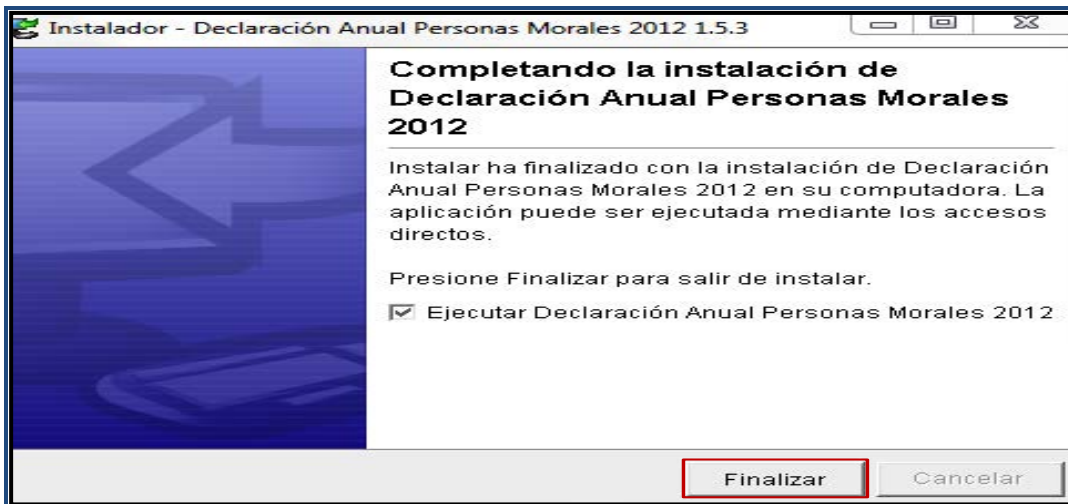 Instalador - Declaración Anual Personas Morales 2012 1.5.3
Completando la instalación de
Declaración Anual Personas Morales
2012
Instalar ha finalizado con la instalación de Declaración
Anual Personas Morales 2012 en su computadora. La
aplicación puede ser ejecutada mediante los accesos
directos.
Presione Finalizar para salir de instalar.
Ejecutar Declaración Anual Personas Morales 2012
Finalizar
Cancelar